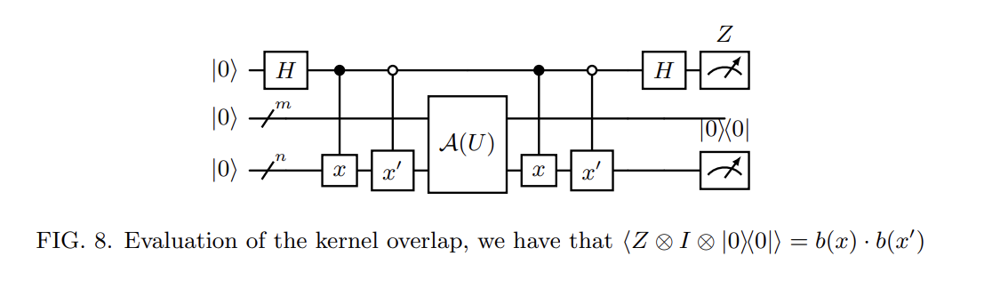 Z
|0⟩ H H
|0⟩ m
|0⟩⟨0|
A(U)
|0⟩ n x x′ x x′
FIG. 8. Evaluation of the kernel overlap, we have that ⟨Z ⊗ I ⊗ |0⟩⟨0|⟩ = b(x) · b(x′)